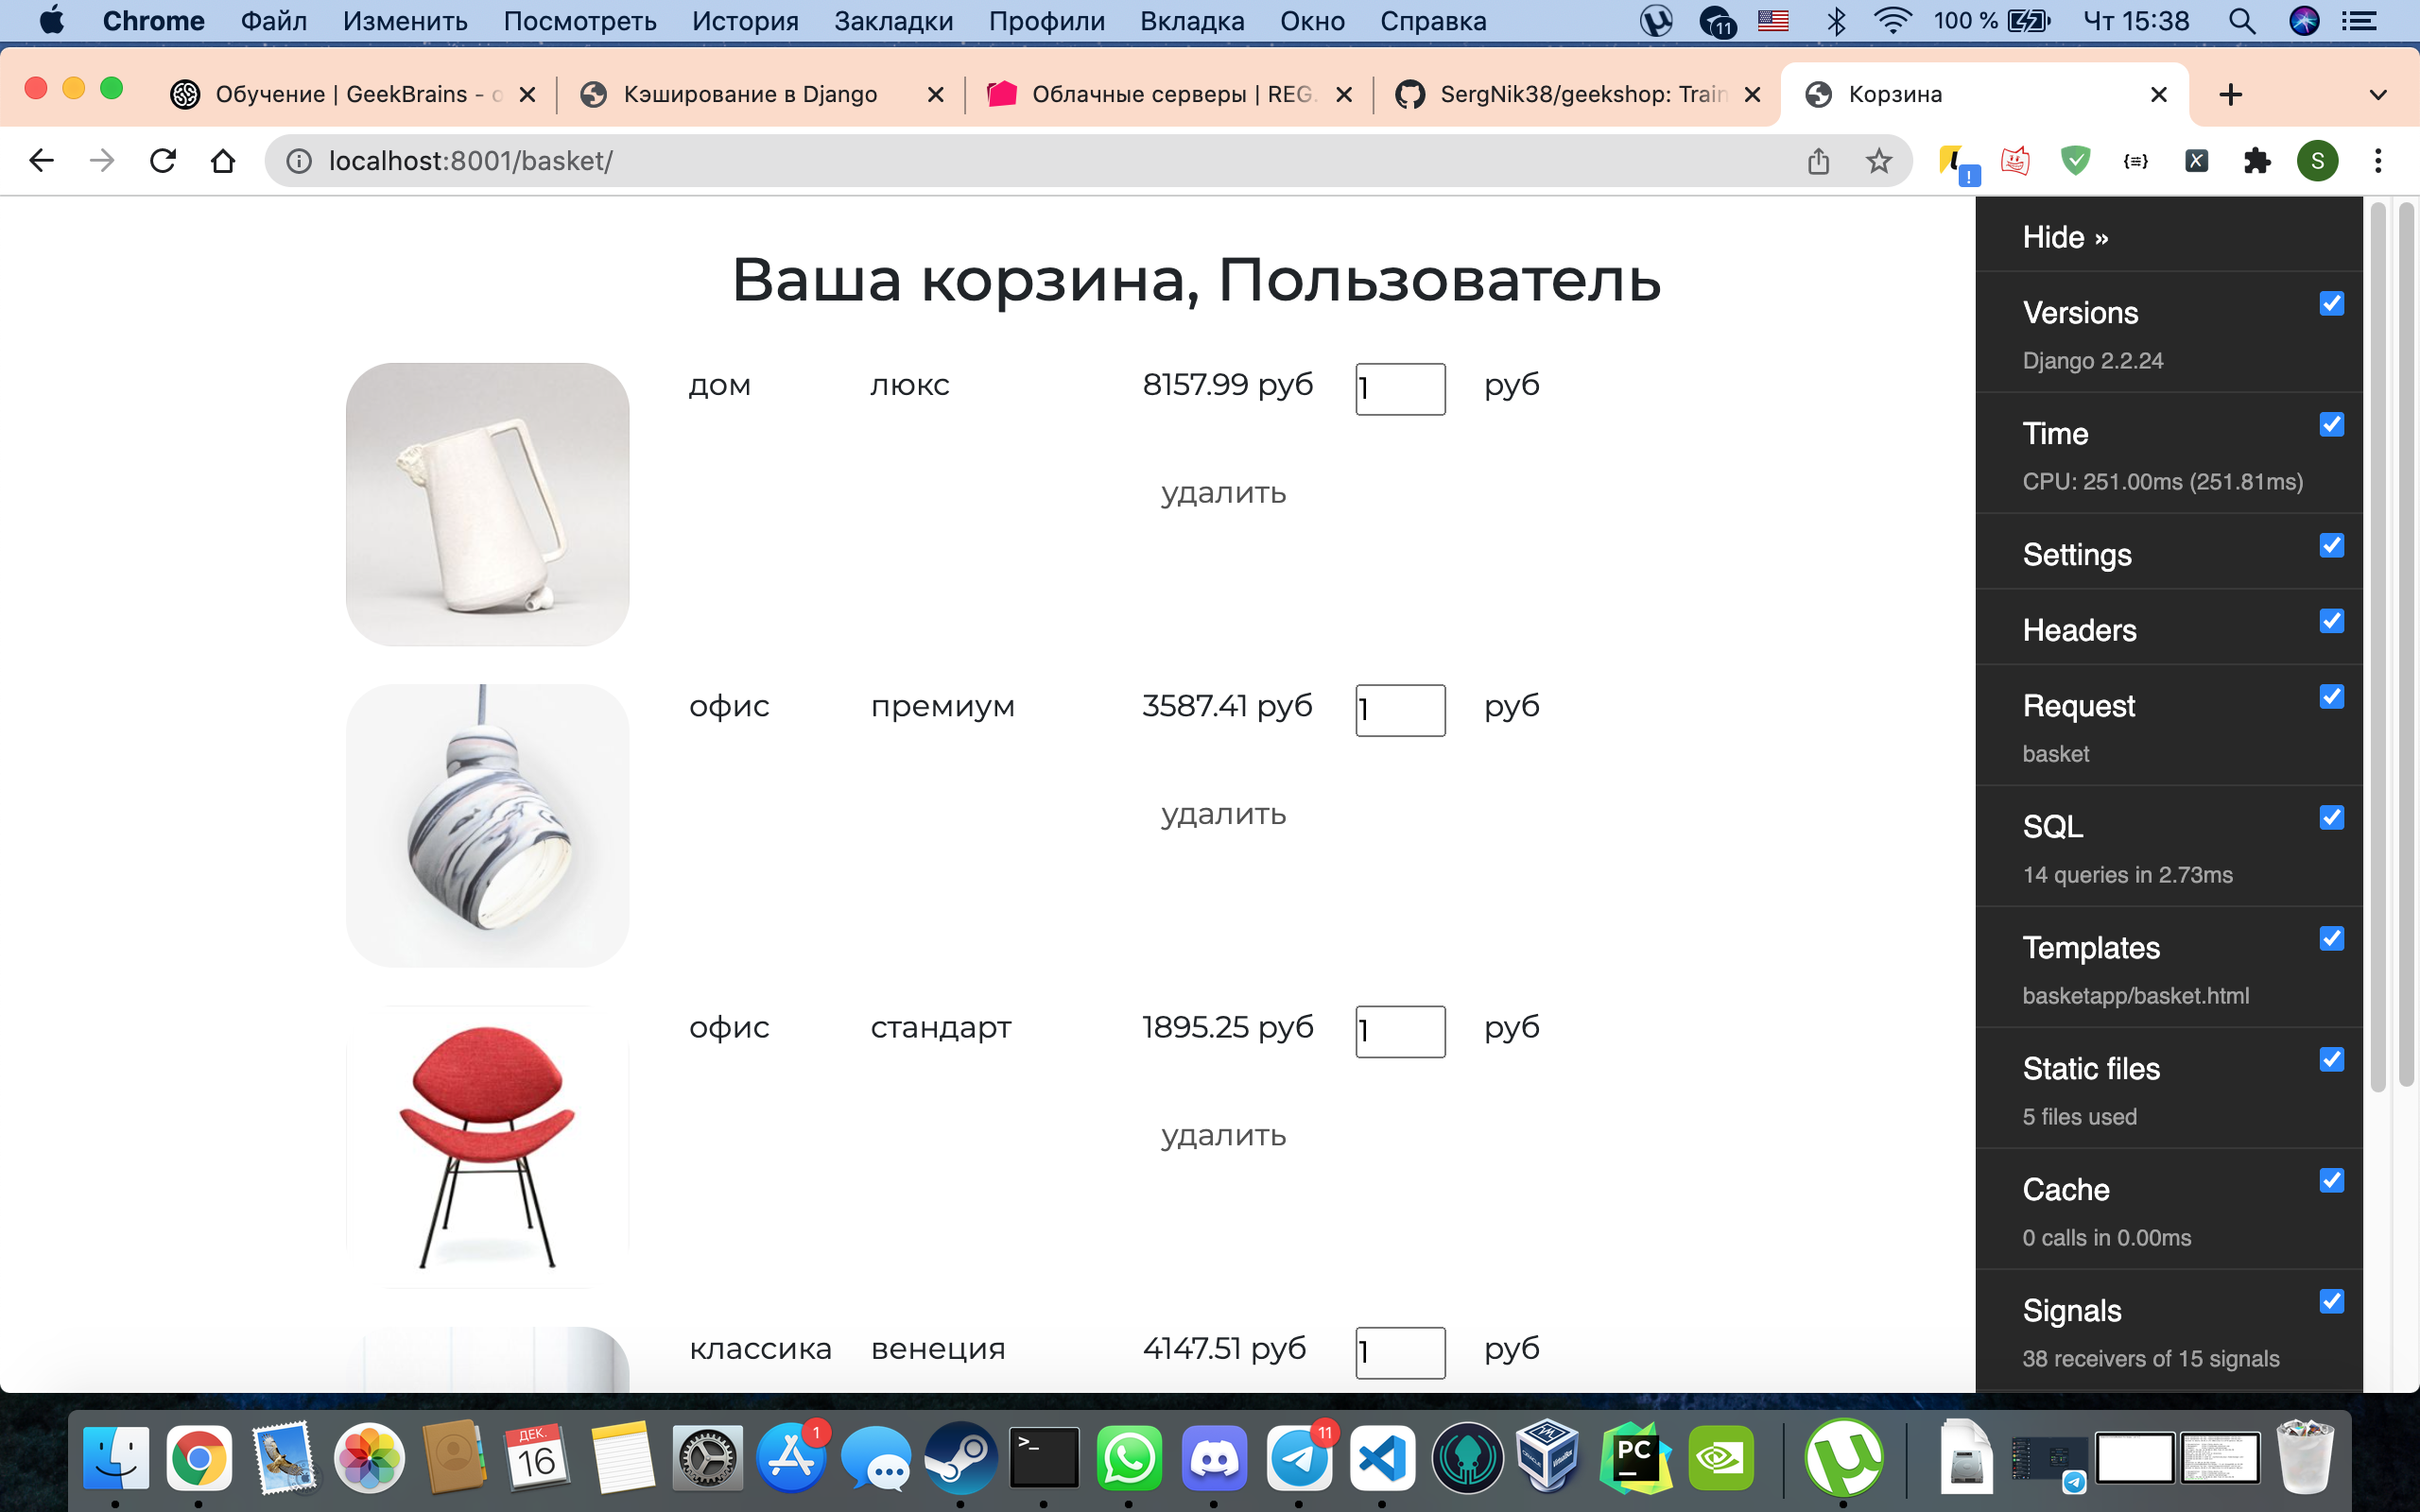 Chrome Файл Изменить Посмотреть История Закладки Профили Вкладка Окно Справка 11 100 % Чт 15:38
Обучение | GeekBrains - Кэширование в Django Облачные серверы | REG. SergNik38/geekshop: Train Корзина
localhost:8001/basket/ S
Ваша корзина, Пользователь
дом люкс 8157.99 руб 1 руб
удалить
офис премиум 3587.41 руб 1 руб
удалить
офис стандарт 1895.25 руб 1 руб
удалить
классика венеция 4147.51 руб 1 руб
Hide »
Versions
Django 2.2.24
Time
CPU: 251.00ms (251.81ms)
Settings
Headers
Request
basket
SQL
14 queries in 2.73ms
Templates
basketapp/basket.html
Static files
5 files used
Cache
0 calls in 0.00ms
Signals
38 receivers of 15 signals
ДЕК. 16 1 >_ 11 PC